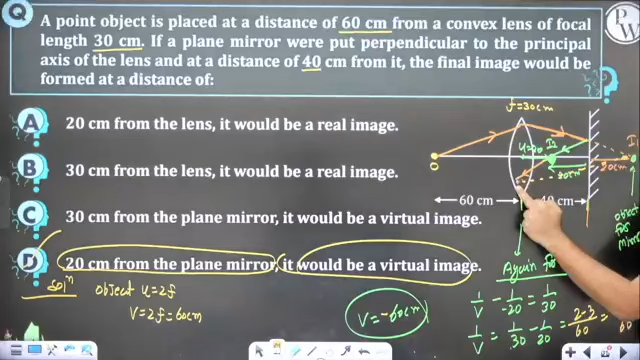 Q
A point object is placed at a distance of 60 cm from a convex lens of focal
length 30 cm. If a plane mirror were put perpendicular to the principal
axis of the lens and at a distance of 40 cm from it, the final image would be
formed at a distance of:
P
W
A 20 cm from the lens, it would be a real image.
B 30 cm from the lens, it would be a real image.
C 30 cm from the plane mirror, it would be a virtual image.
D 20 cm from the plane mirror, it would be a virtual image.
f=30cm
O
I₂
20cm
20cm
60 cm
40 cm
object
for
mirror
Solⁿ
object u=2f
V=2f=60cm
V=-60cm
Again for
1/V - 1/-20 = 1/30
1/V = 1/30 - 1/20 = 2-3/60 =
60